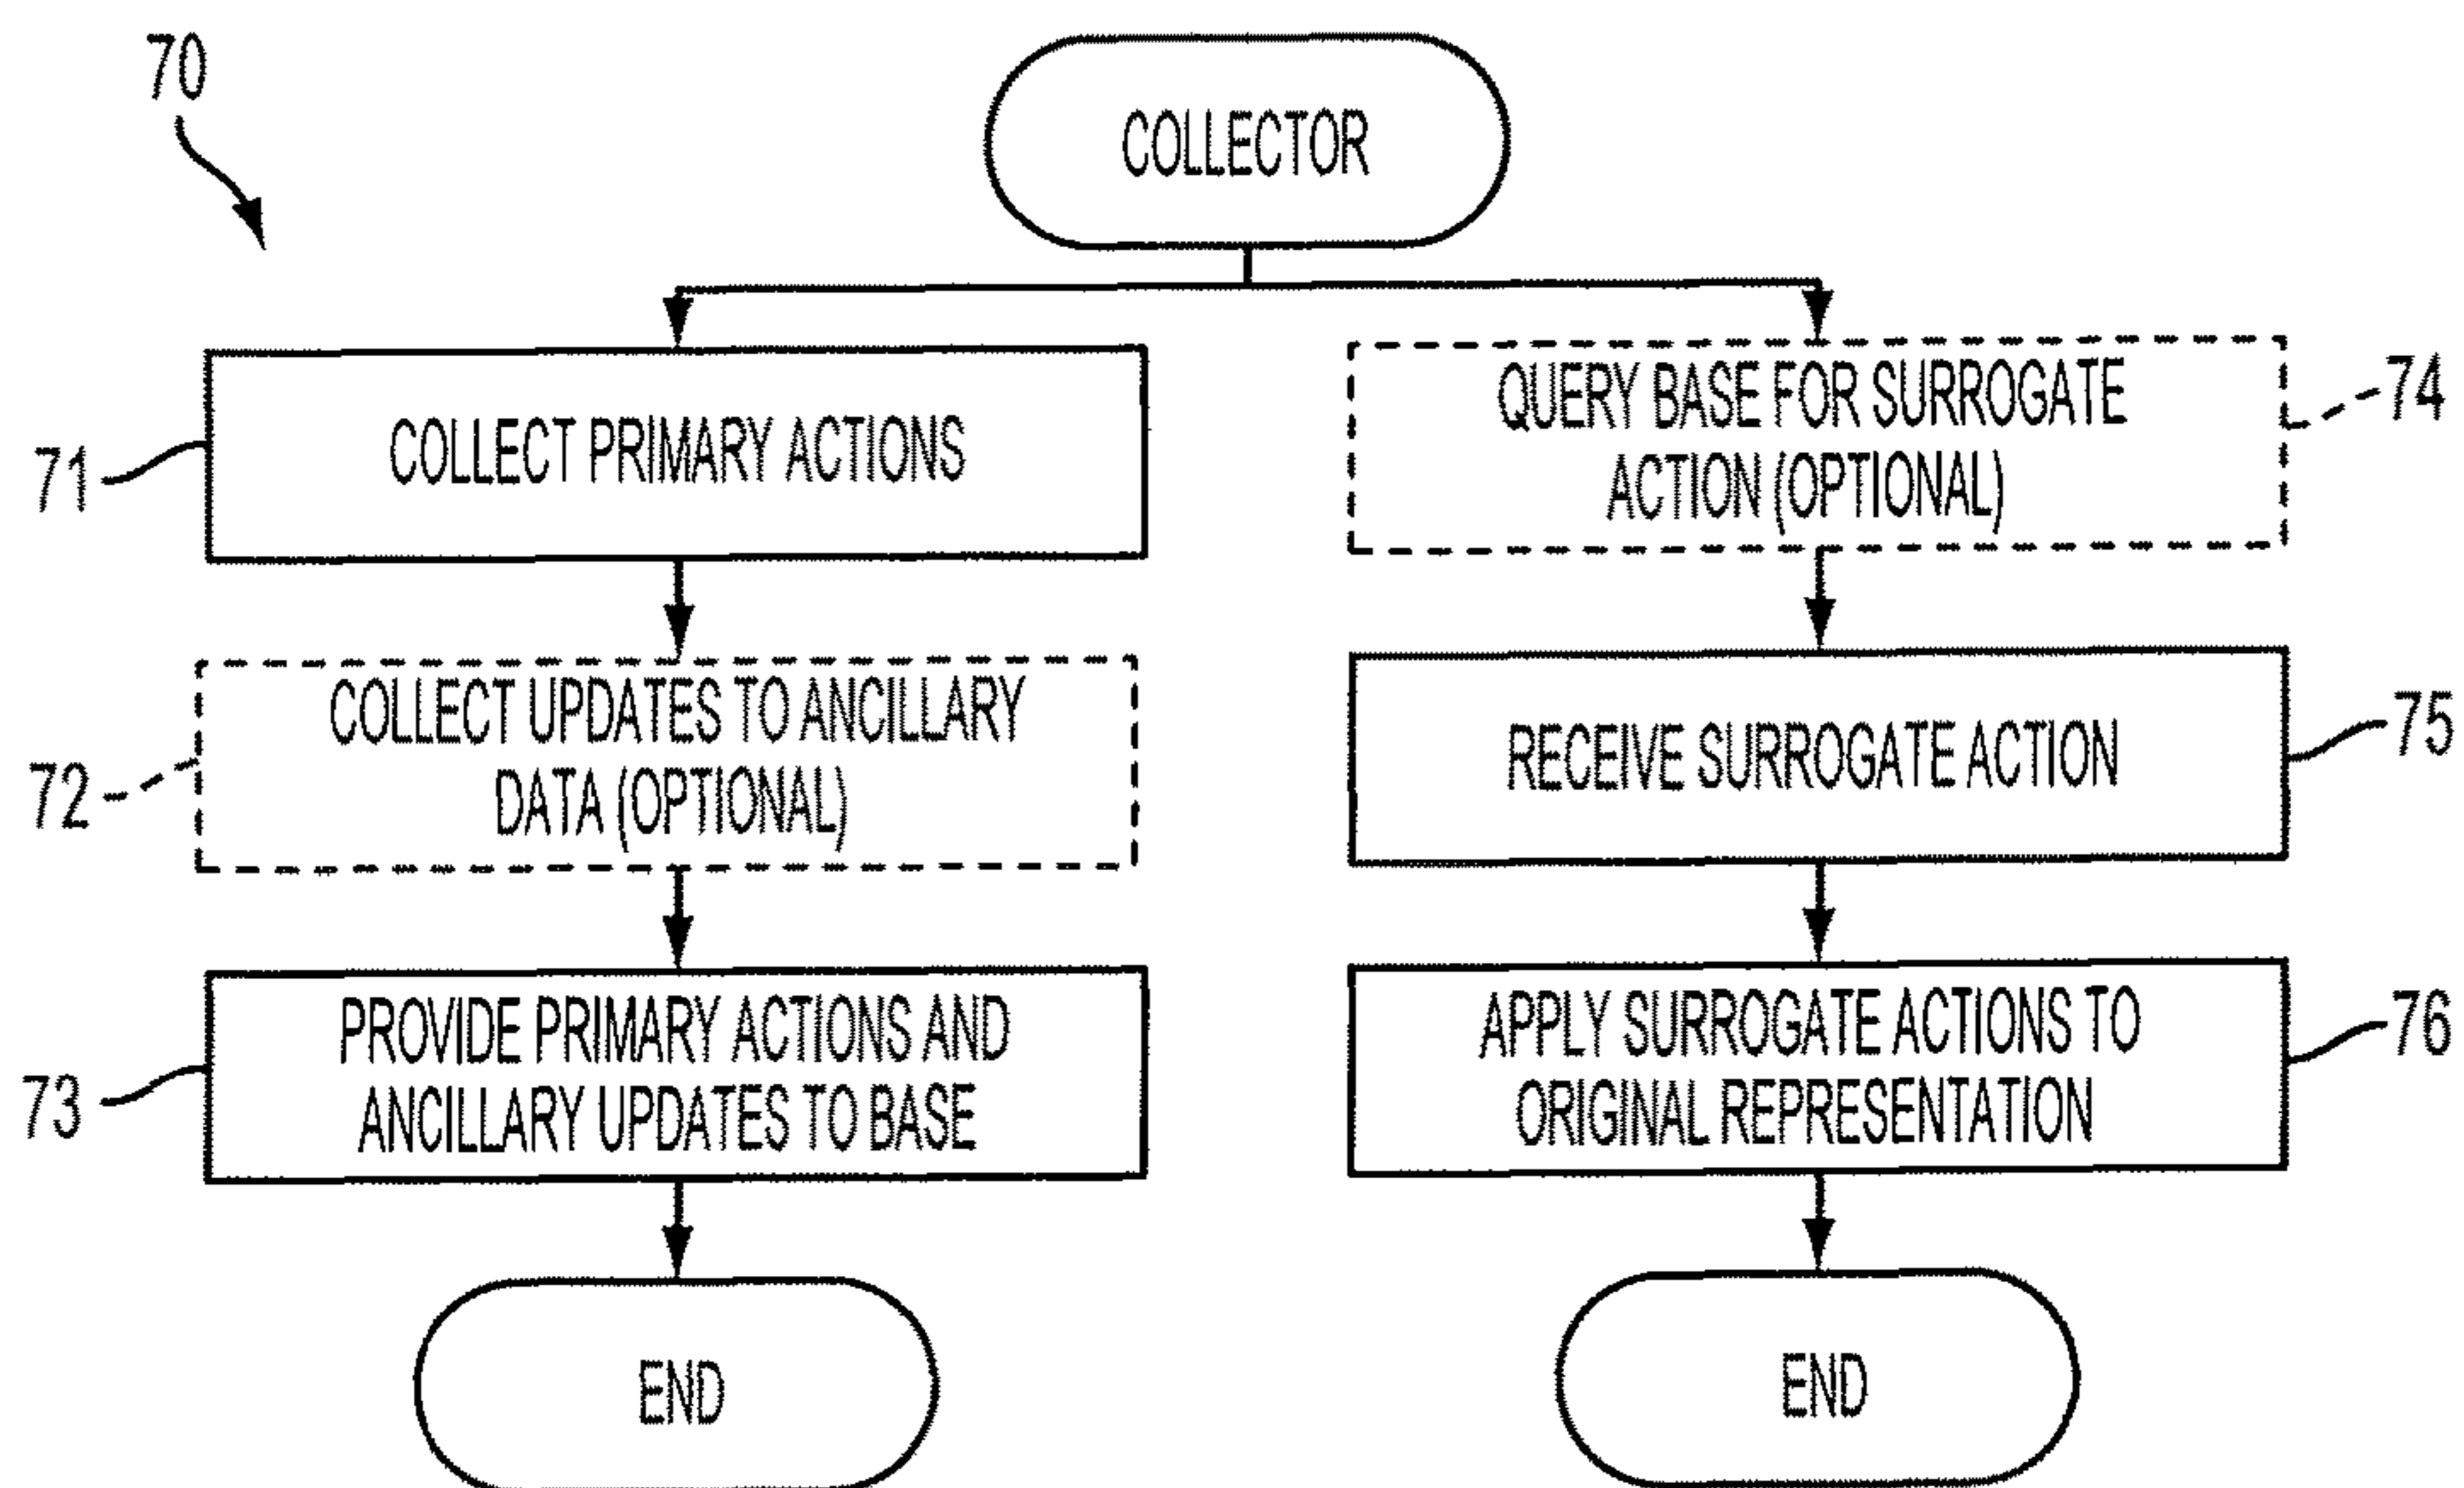 70
COLLECTOR
71
COLLECT PRIMARY ACTIONS
72
COLLECT UPDATES TO ANCILLARY
DATA (OPTIONAL)
73
PROVIDE PRIMARY ACTIONS AND
ANCILLARY UPDATES TO BASE
END
QUERY BASE FOR SURROGATE
ACTION (OPTIONAL)
74
RECEIVE SURROGATE ACTION
75
APPLY SURROGATE ACTIONS TO
ORIGINAL REPRESENTATION
76
END